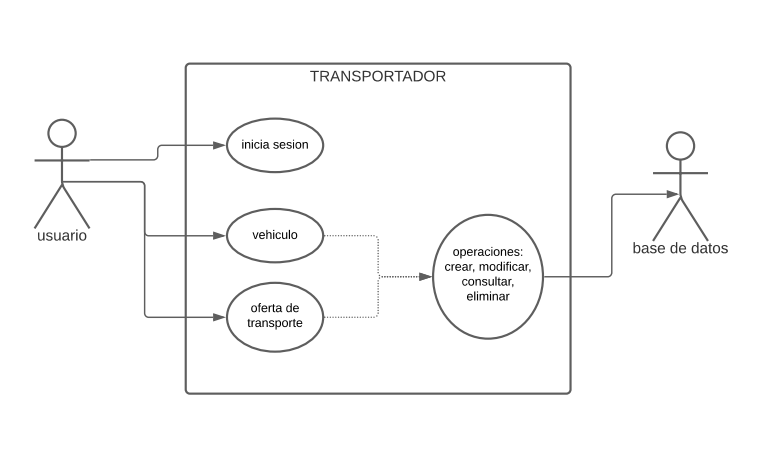 TRANSPORTADOR
inicia sesion
usuario
vehiculo
oferta de
transporte
operaciones:
crear, modificar,
consultar,
eliminar
base de datos